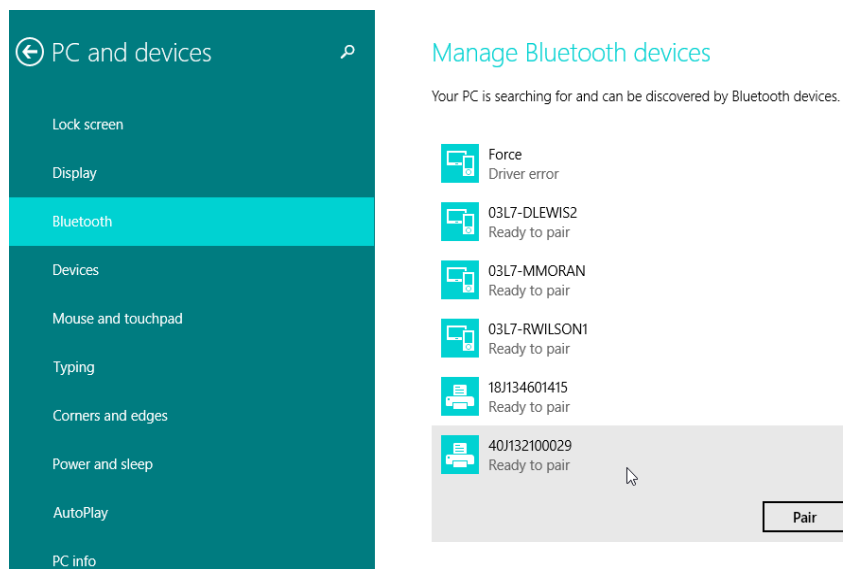 PC and devices
Lock screen
Display
Bluetooth
Devices
Mouse and touchpad
Typing
Corners and edges
Power and sleep
AutoPlay
PC info
Manage Bluetooth devices
Your PC is searching for and can be discovered by Bluetooth devices.
Force
Driver error
03L7-DLEWIS2
Ready to pair
03L7-MMORAN
Ready to pair
03L7-RWILSON1
Ready to pair
18J134601415
Ready to pair
40J132100029
Ready to pair
Pair